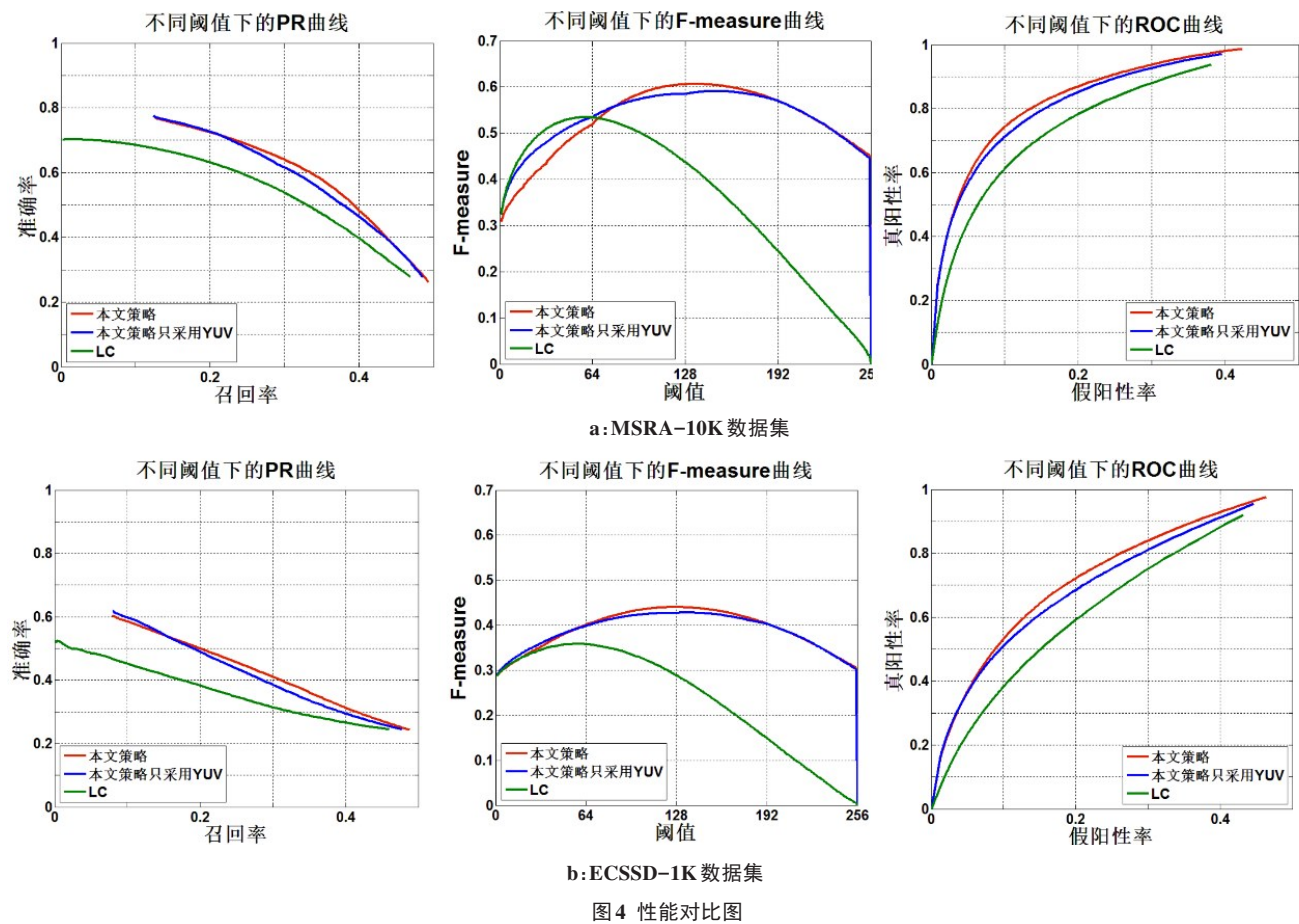 不同阈值下的PR曲线
1
0.8
0.6
0.4
0.2
0
准确率
本文策略
本文策略只采用YUV
LC
0 0.2 0.4
召回率
不同阈值下的F-measure曲线
0.7
0.6
0.5
0.4
0.3
0.2
0.1
0
F-measure
本文策略
本文策略只采用YUV
LC
0 64 128 192 25
阈值
不同阈值下的ROC曲线
1
0.8
0.6
0.4
0.2
0
真阳性率
本文策略
本文策略只采用YUV
LC
0 0.2 0.4
假阳性率
a:MSRA-10K数据集
不同阈值下的PR曲线
1
0.8
0.6
0.4
0.2
0
准确率
本文策略
本文策略只采用YUV
LC
0 0.2 0.4
召回率
不同阈值下的F-measure曲线
0.7
0.6
0.5
0.4
0.3
0.2
0.1
0
F-measure
本文策略
本文策略只采用YUV
LC
0 64 128 192 256
阈值
不同阈值下的ROC曲线
1
0.8
0.6
0.4
0.2
0
真阳性率
本文策略
本文策略只采用YUV
LC
0 0.2 0.4
假阳性率
b:ECSSD-1K数据集
图4 性能对比图